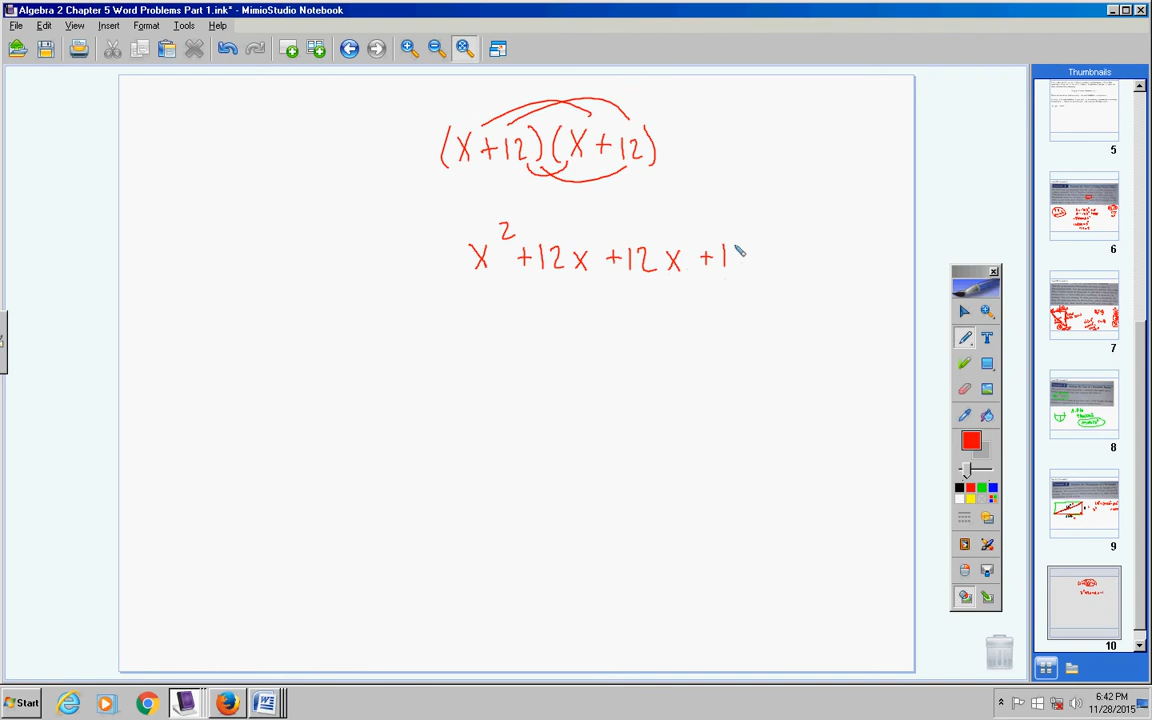 Algebra 2 Chapter 5 Word Problems Part 1.ink* - MimioStudio Notebook
File Edit View Insert Format Tools Help
Thumbnails
(x+12)(x+12)
x² +12x +12x +1
5
6
7
8
9
10
Start
6:42 PM
11/28/2015